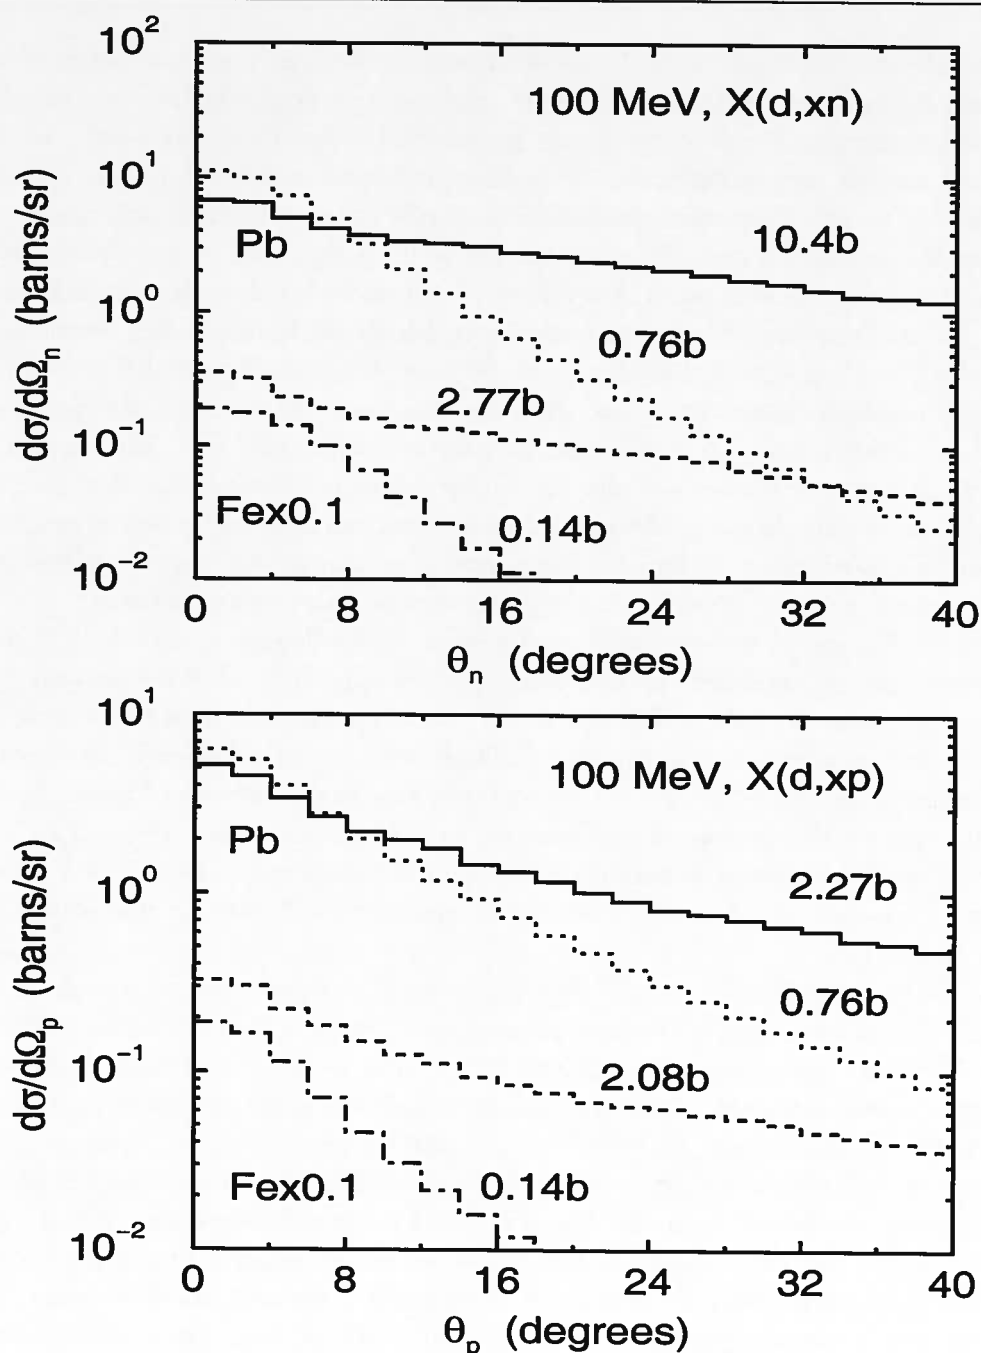 10²
100 MeV, X(d,xn)
10¹
Pb
10.4b
dσ/dΩₙ (barns/sr)
10⁰
0.76b
2.77b
10⁻¹
Fex0.1
0.14b
10⁻²
0 8 16 24 32 40
θₙ (degrees)
10¹
100 MeV, X(d,xp)
Pb
2.27b
dσ/dΩₚ (barns/sr)
10⁰
0.76b
10⁻¹
2.08b
Fex0.1
0.14b
10⁻²
0 8 16 24 32 40
θₚ (degrees)